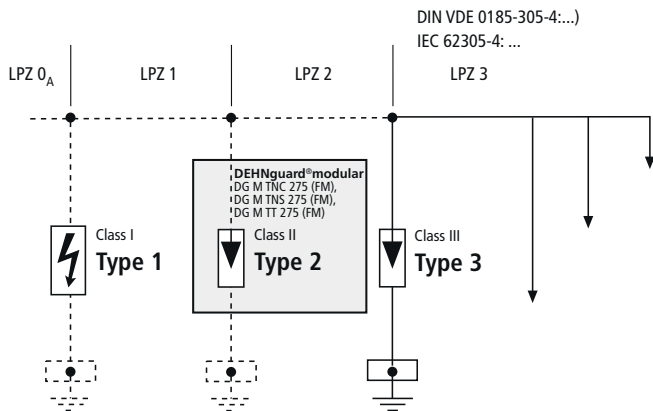 DIN VDE 0185-305-4:...)
IEC 62305-4: ...
LPZ 0A
LPZ 1
LPZ 2
LPZ 3
DEHNguard®modular
DG M TNC 275 (FM),
DG M TNS 275 (FM),
DG M TT 275 (FM)
Class I
Type 1
Class II
Type 2
Class III
Type 3